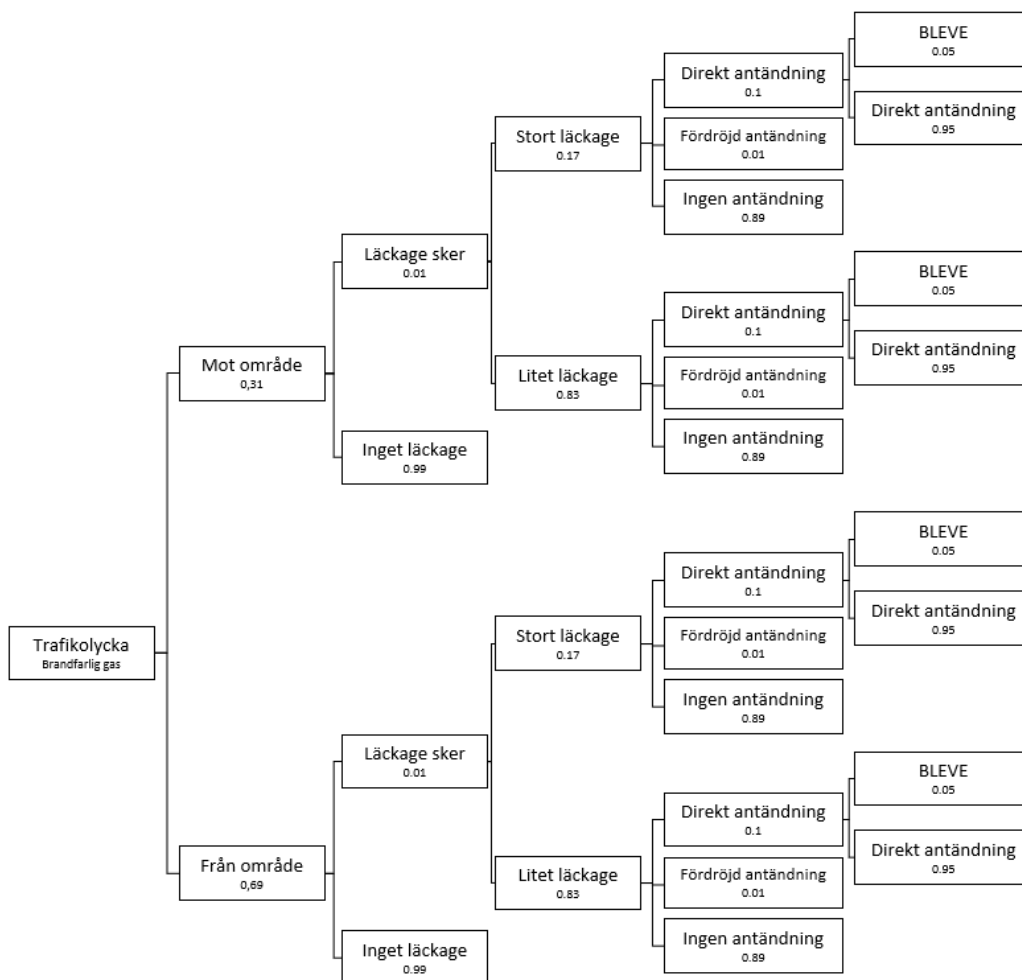 BLEVE
0.05
Direkt antändning
0.1
Direkt antändning
0.95
Stort läckage
0.17
Fördröjd antändning
0.01
Ingen antändning
0.89
Läckage sker
0.01
BLEVE
0.05
Direkt antändning
0.1
Direkt antändning
0.95
Mot område
0,31
Litet läckage
0.83
Fördröjd antändning
0.01
Ingen antändning
0.89
Inget läckage
0.99
BLEVE
0.05
Direkt antändning
0.1
Direkt antändning
0.95
Trafikolycka
Brandfarlig gas
Stort läckage
0.17
Fördröjd antändning
0.01
Ingen antändning
0.89
Läckage sker
0.01
BLEVE
0.05
Direkt antändning
0.1
Direkt antändning
0.95
Från område
0,69
Litet läckage
0.83
Fördröjd antändning
0.01
Ingen antändning
0.89
Inget läckage
0.99